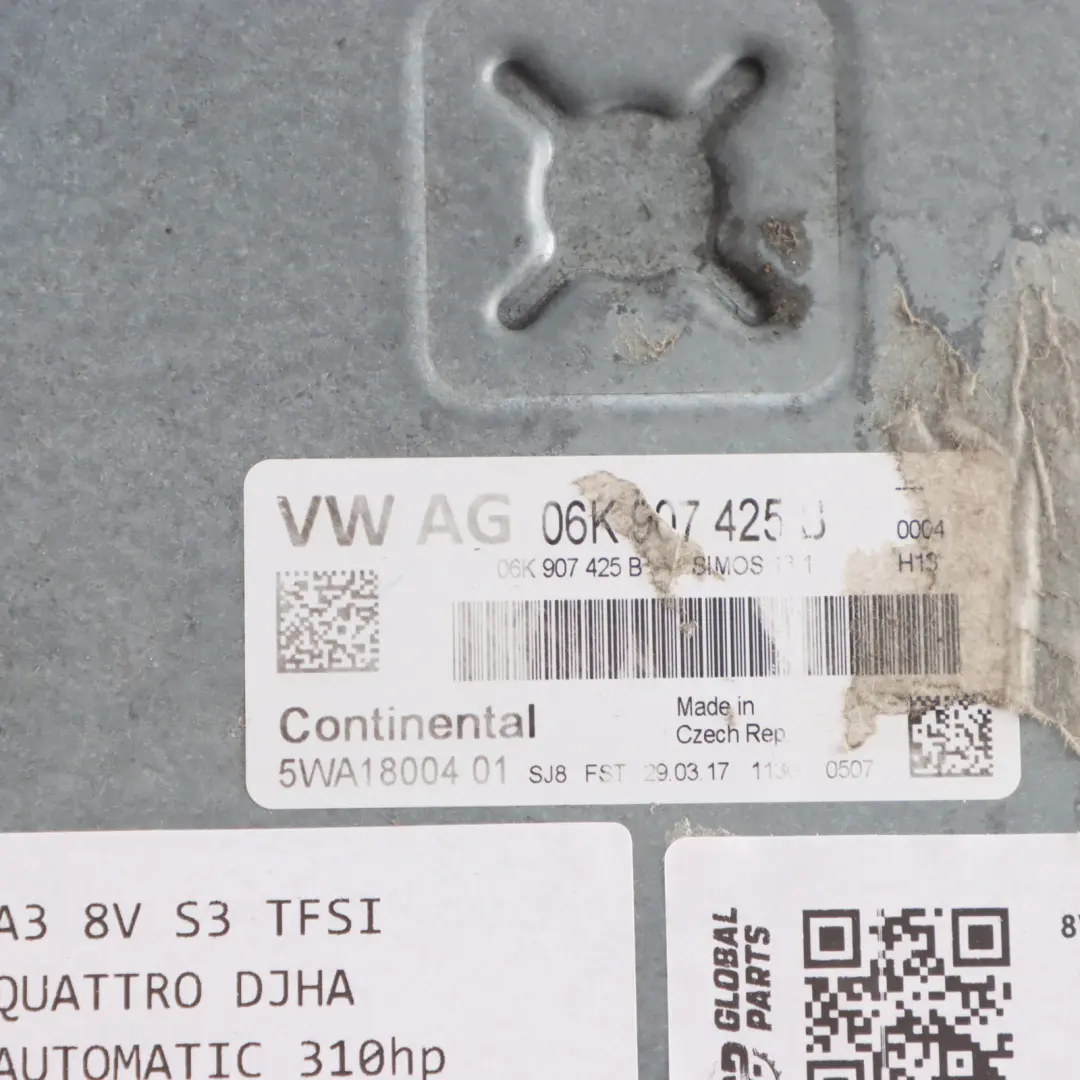 VW AG 06K 907 425
0004
06K 907 425 B SIMOS
H13
Continental
Made in
Czech Rep
5WA18004 01 SJ8 FST 29.03.17 0507
A3 8V S3 TFSI
QUATTRO DJHA
AUTOMATIC 310hp
GLOBAL
PARTS